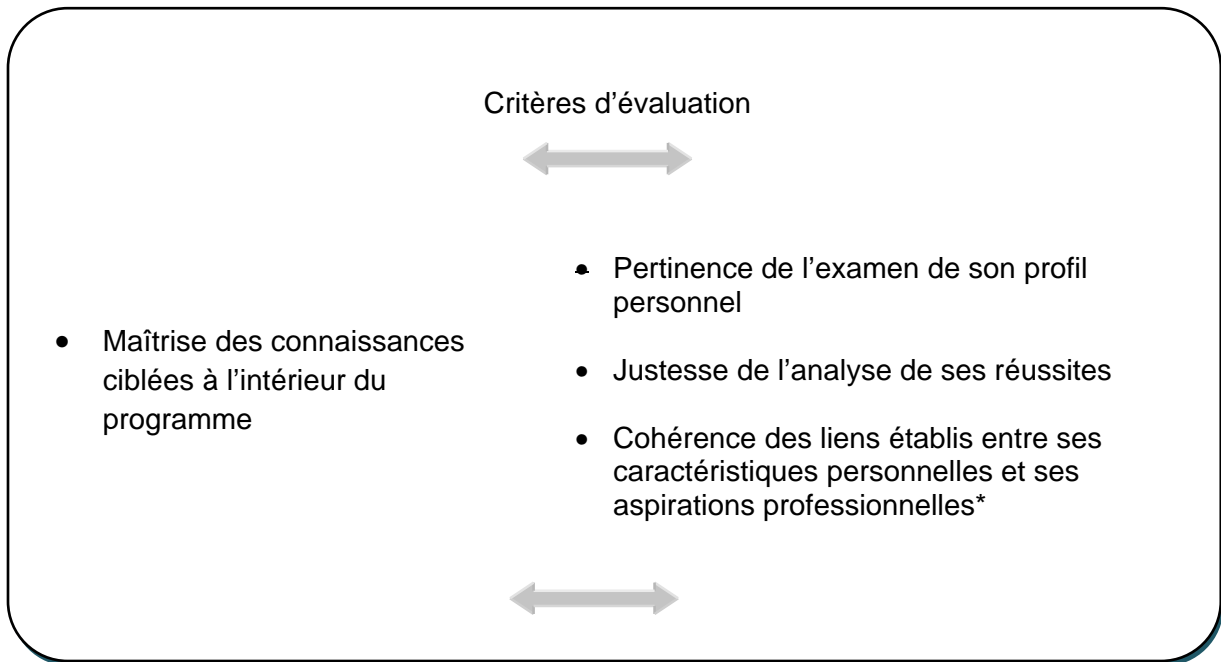 Critères d’évaluation
• Maîtrise des connaissances
ciblées à l’intérieur du
programme
• Pertinence de l’examen de son profil
personnel
• Justesse de l’analyse de ses réussites
• Cohérence des liens établis entre ses
caractéristiques personnelles et ses
aspirations professionnelles*